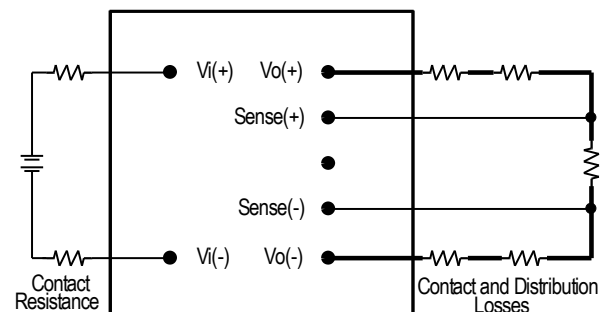 Vi(+) Vo(+)
Sense(+)
Sense(-)
Vi(-) Vo(-)
Contact
Resistance
Contact and Distribution
Losses